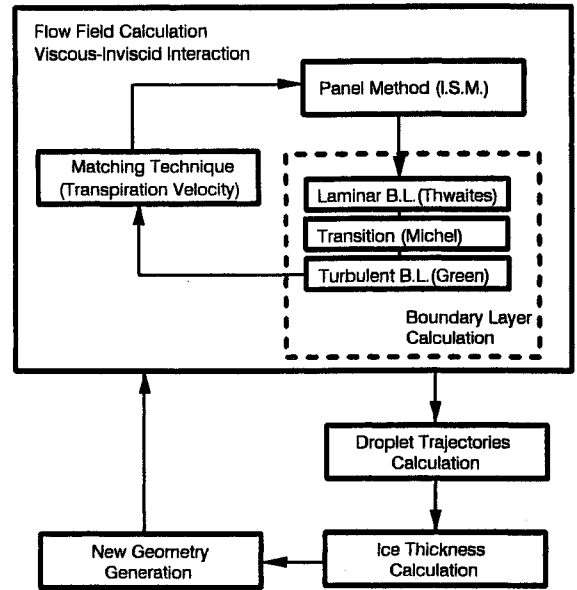 Flow Field Calculation
Viscous-Inviscid Interaction
Panel Method (I.S.M.)
Matching Technique
(Transpiration Velocity)
Laminar B.L.(Thwaites)
Transition (Michel)
Turbulent B.L.(Green)
Boundary Layer
Calculation
Droplet Trajectories
Calculation
New Geometry
Generation
Ice Thickness
Calculation